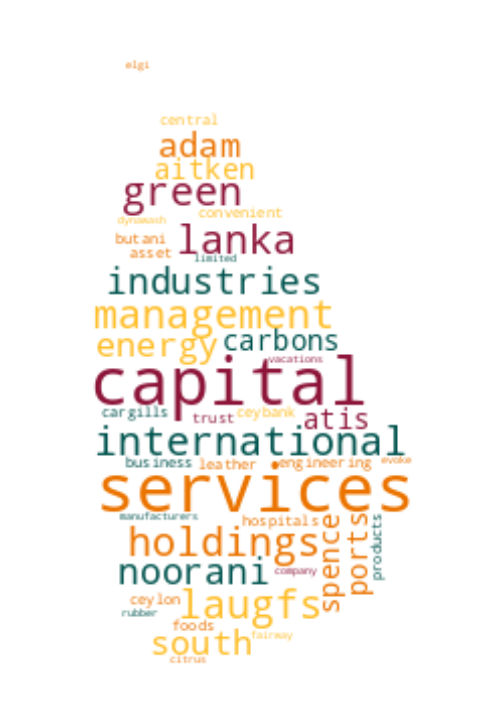 elgi
central
adam
aitken
green
dynawash convenient
butani lanka
asset limited
industries
management
energy carbons
vacations
capital
cargills trust ceybank atis
international
business leather engineering evoke
services
manufacturers hospitals
holdings spence ports products
noorani company
ceylon laugfs
rubber
foods
south fairway
citrus